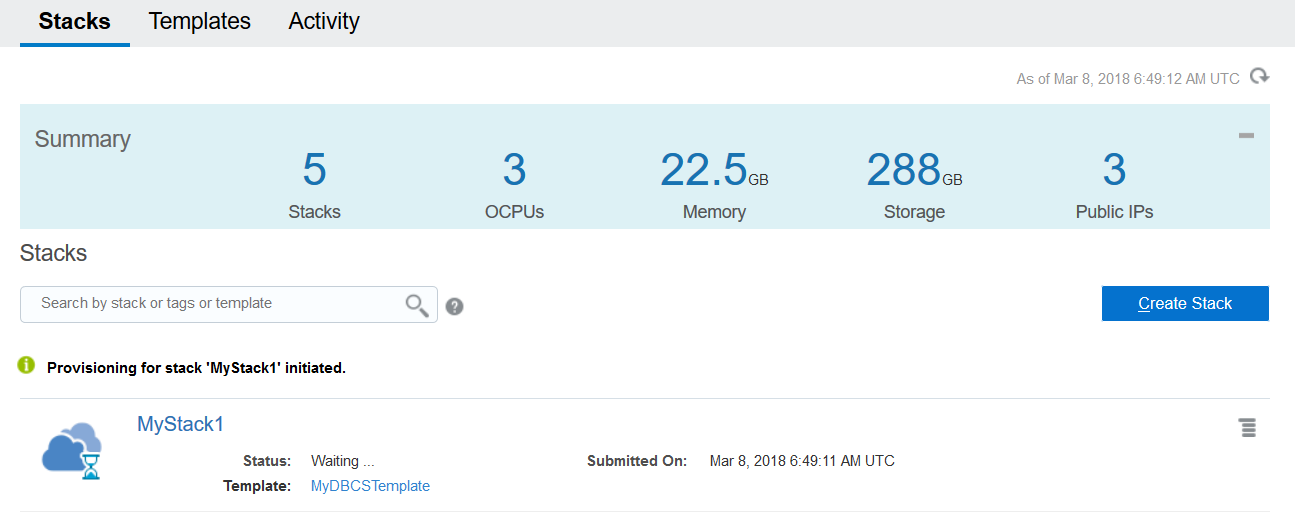 Stacks Templates Activity
As of Mar 8, 2018 6:49:12 AM UTC
Summary
5 3 22.5GB 288GB 3
Stacks OCPUs Memory Storage Public IPs
Stacks
Search by stack or tags or template ?
Create Stack
i Provisioning for stack 'MyStack1' initiated.
MyStack1
Status: Waiting ... Submitted On: Mar 8, 2018 6:49:11 AM UTC
Template: MyDBCSTemplate